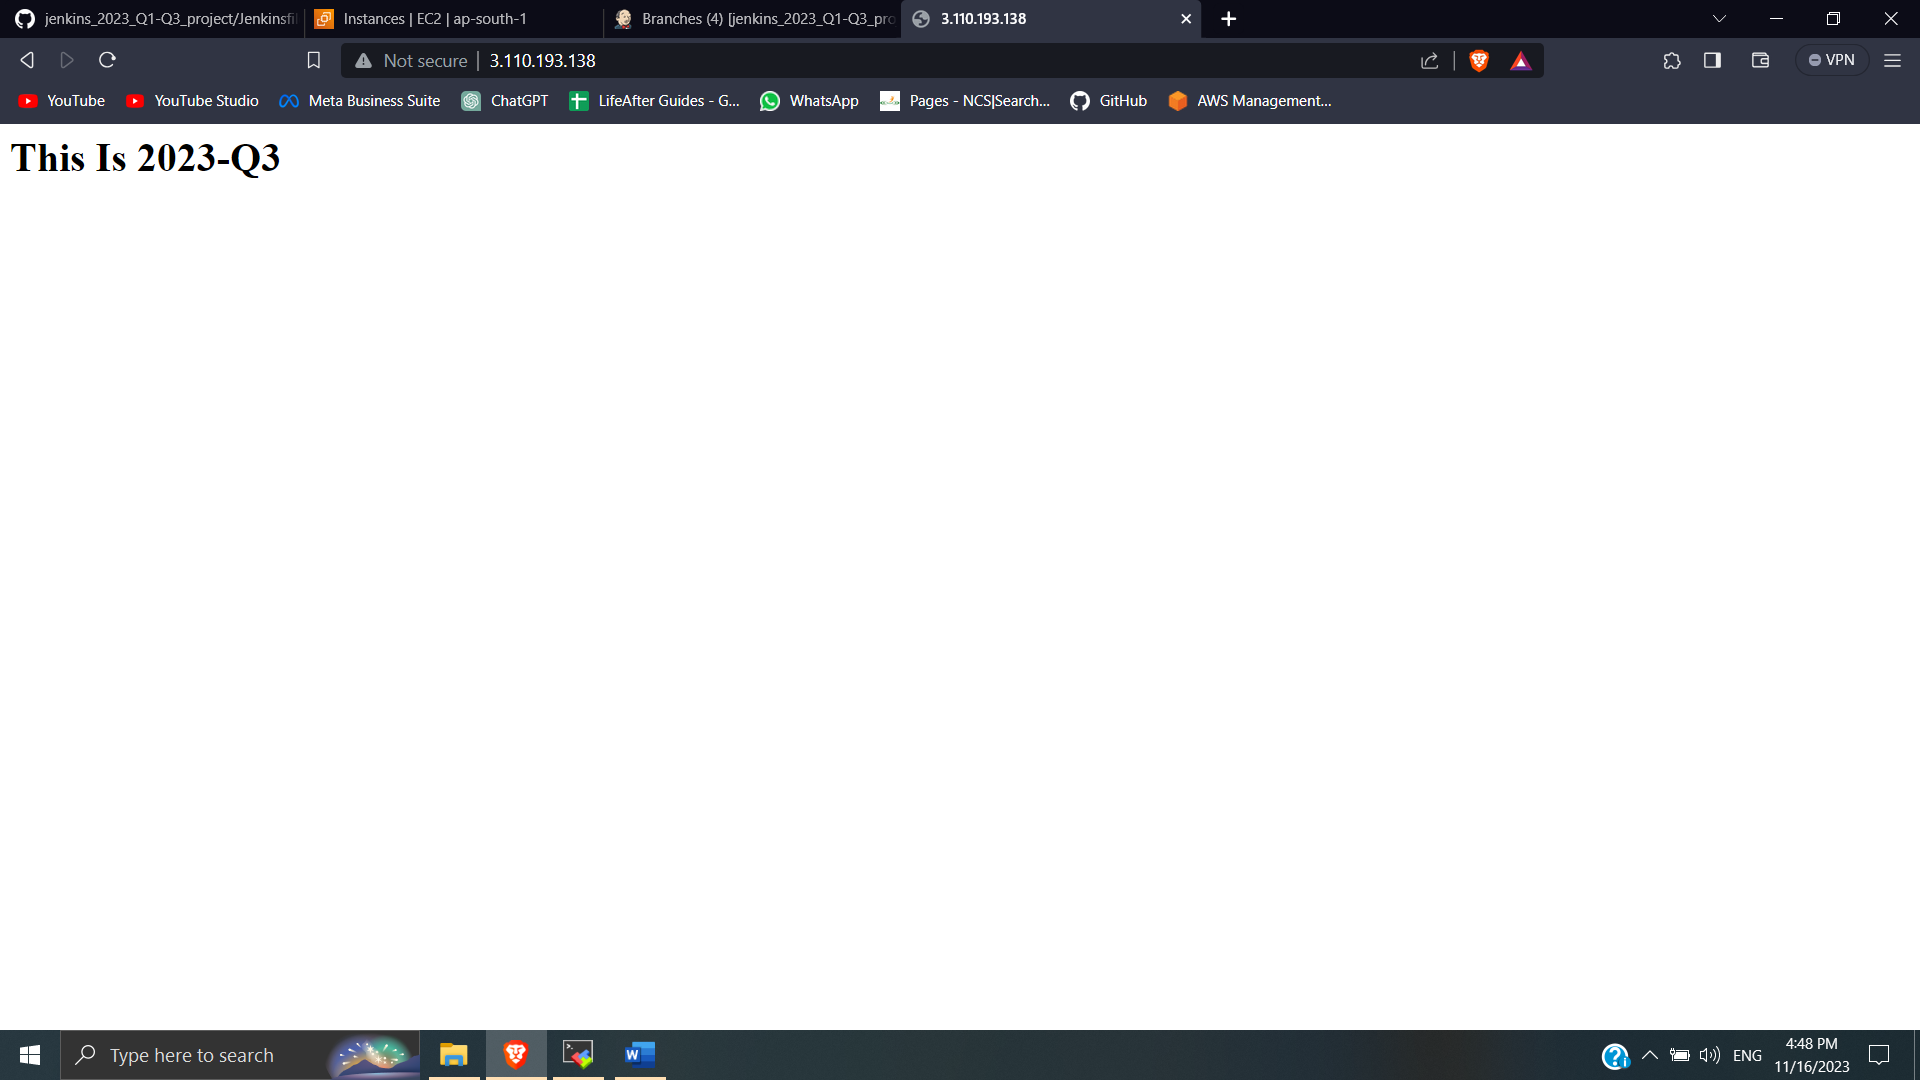 jenkins_2023_Q1-Q3_project/Jenkinsfil
Instances | EC2 | ap-south-1
Branches (4) [jenkins_2023_Q1-Q3_pro
3.110.193.138
Not secure
3.110.193.138
VPN
YouTube
YouTube Studio
Meta Business Suite
ChatGPT
LifeAfter Guides - G...
WhatsApp
Pages - NCS|Search...
GitHub
AWS Management...
This Is 2023-Q3
Type here to search
ENG
4:48 PM
11/16/2023